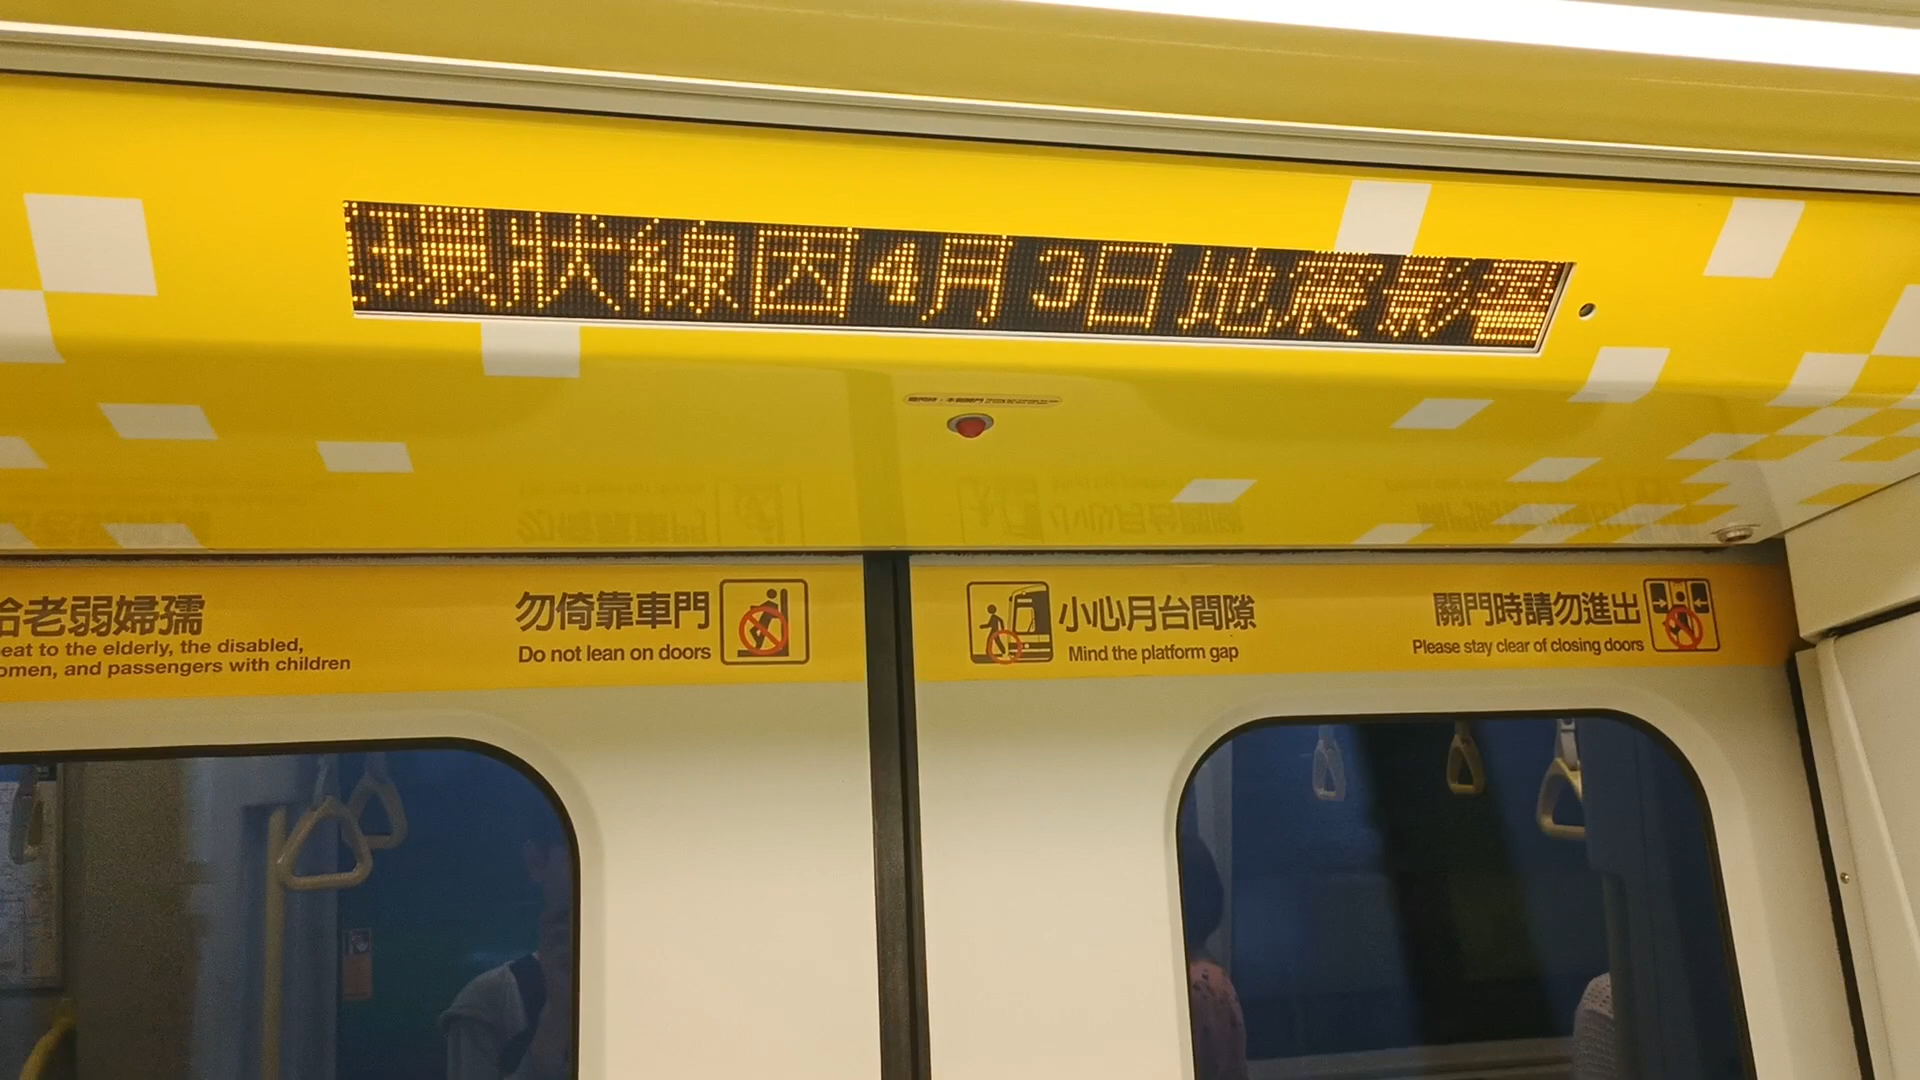 環狀線因4月3日地震影響
給老弱婦孺
eat to the elderly, the disabled,
omen, and passengers with children
勿倚靠車門
Do not lean on doors
小心月台間隙
Mind the platform gap
關門時請勿進出
Please stay clear of closing doors